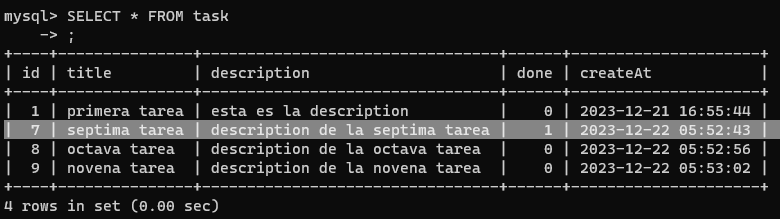 mysql> SELECT * FROM task
    -> ;
+----+---------------+--------------------------------+------+---------------------+
| id | title         | description                    | done | createAt            |
+----+---------------+--------------------------------+------+---------------------+
|  1 | primera tarea | esta es la description         |    0 | 2023-12-21 16:55:44 |
|  7 | septima tarea | description de la septima tarea |    1 | 2023-12-22 05:52:43 |
|  8 | octava tarea  | description de la octava tarea |    0 | 2023-12-22 05:52:56 |
|  9 | novena tarea  | description de la novena tarea |    0 | 2023-12-22 05:53:02 |
+----+---------------+--------------------------------+------+---------------------+
4 rows in set (0.00 sec)